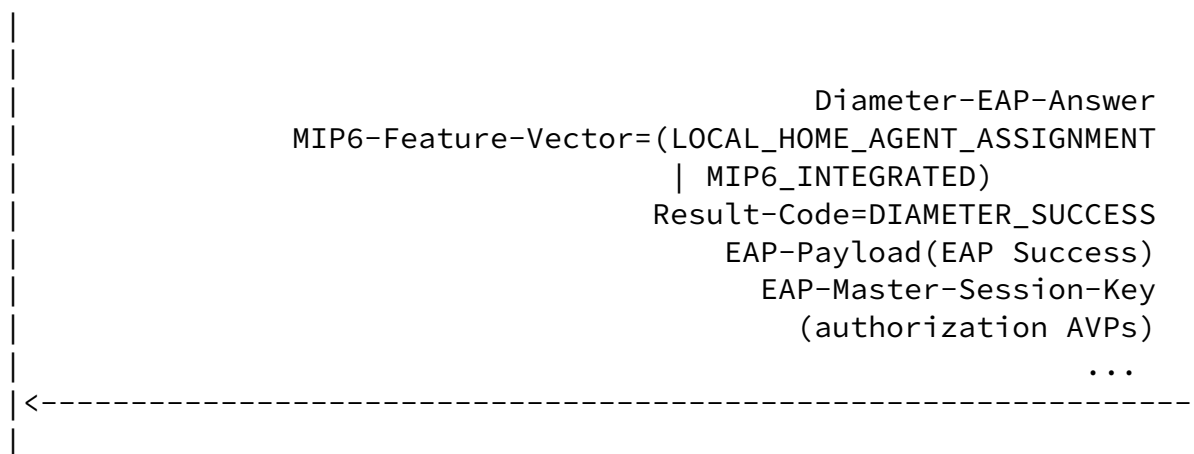 |
|
|                                            Diameter-EAP-Answer
|               MIP6-Feature-Vector=(LOCAL_HOME_AGENT_ASSIGNMENT
|                                    | MIP6_INTEGRATED)
|                                   Result-Code=DIAMETER_SUCCESS
|                                       EAP-Payload(EAP Success)
|                                         EAP-Master-Session-Key
|                                           (authorization AVPs)
|                                                           ...
|<----------------------------------------------------------------
|